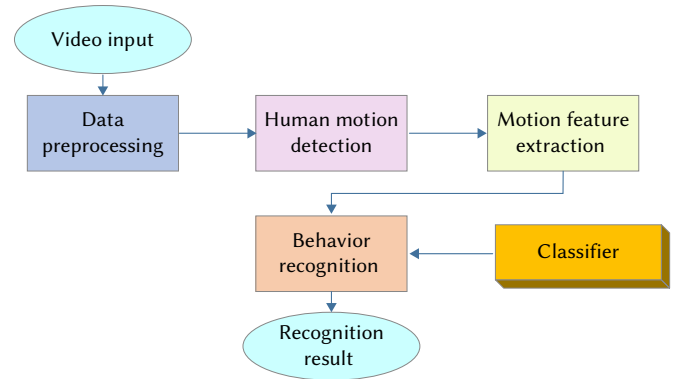 Video input
Data
preprocessing
Human motion
detection
Motion feature
extraction
Behavior
recognition
Classifier
Recognition
result